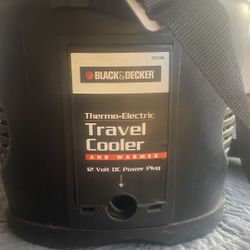 BLACK&DECKER
Thermo-Electric
Travel
Cooler
AND WARMER
12 Volt DC Power Plug